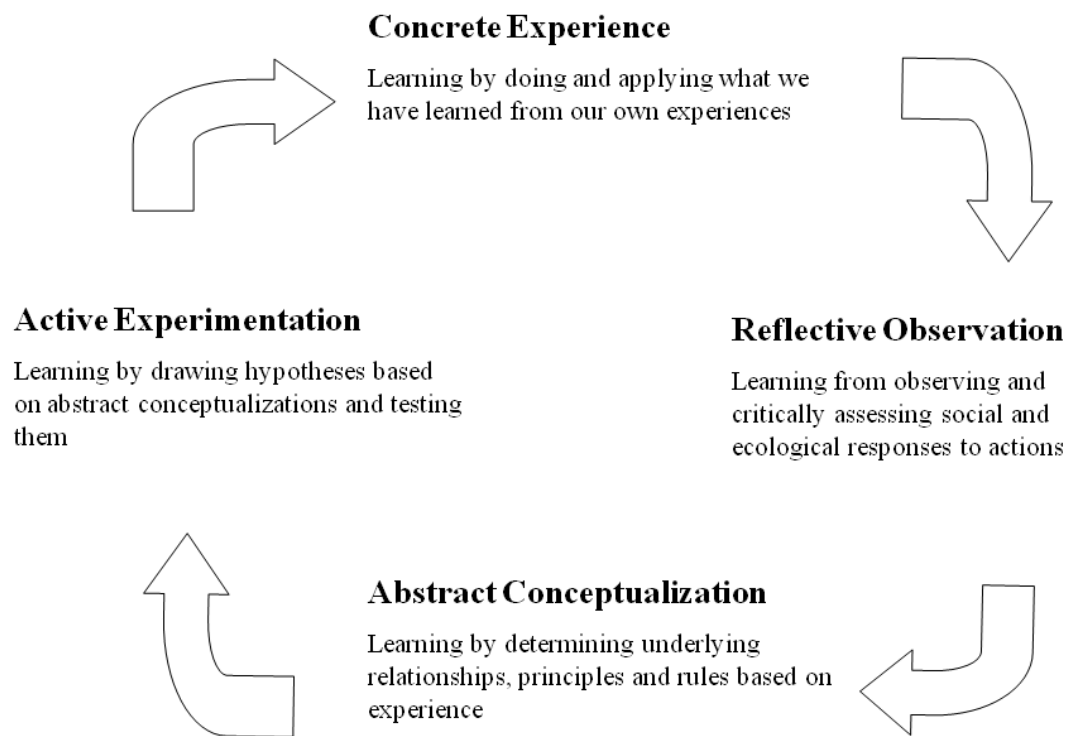 Concrete Experience
Learning by doing and applying what we
have learned from our own experiences
Active Experimentation
Learning by drawing hypotheses based
on abstract conceptualizations and testing
them
Reflective Observation
Learning from observing and
critically assessing social and
ecological responses to actions
Abstract Conceptualization
Learning by determining underlying
relationships, principles and rules based on
experience